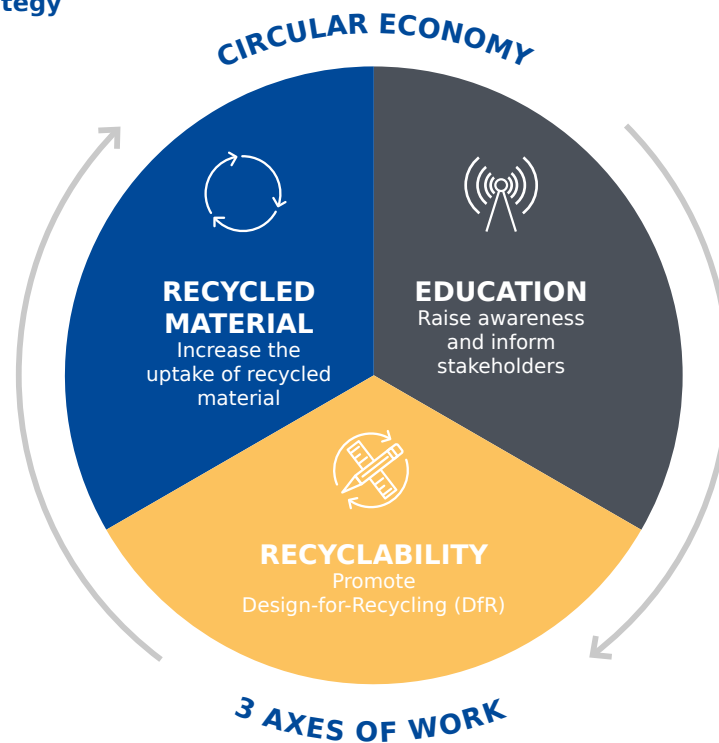 CIRCULAR ECONOMY
RECYCLED
MATERIAL
Increase the
uptake of recycled
material
EDUCATION
Raise awareness
and inform
stakeholders
RECYCLABILITY
Promote
Design-for-Recycling (DfR)
3 AXES OF WORK